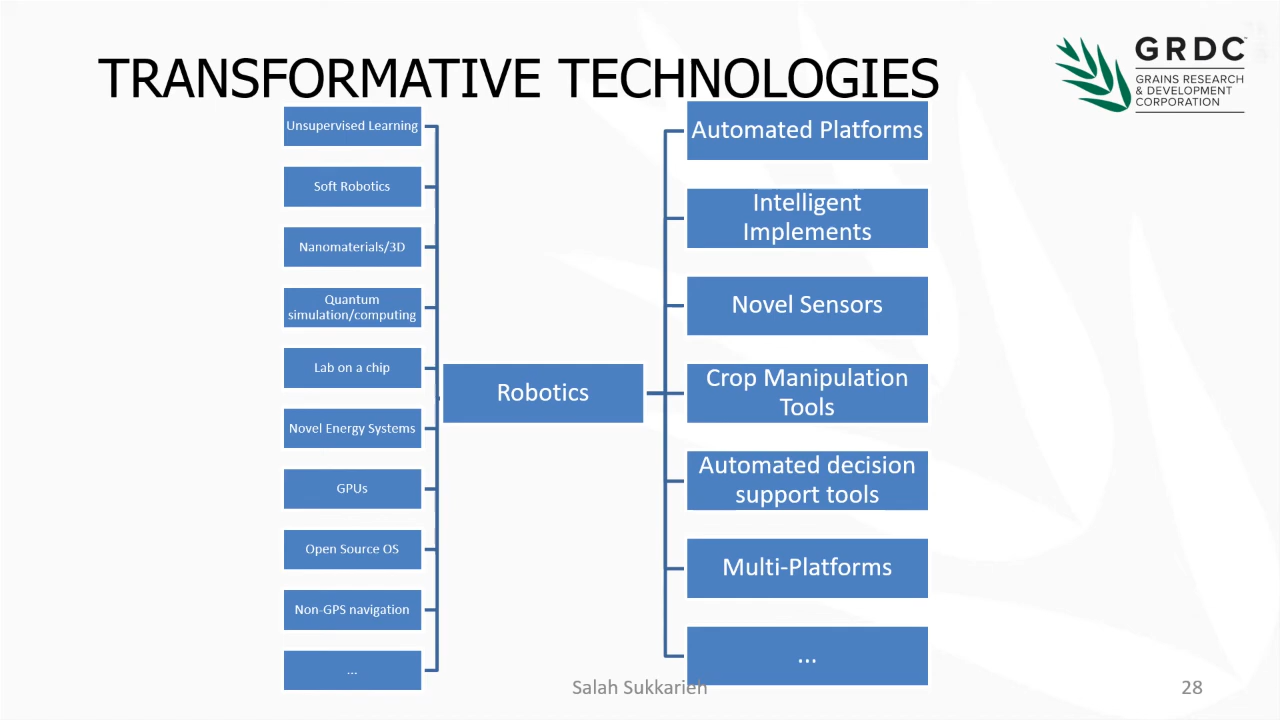 TRANSFORMATIVE TECHNOLOGIES
GRDC
GRAINS RESEARCH
& DEVELOPMENT
CORPORATION
Unsupervised Learning
Soft Robotics
Nanomaterials/3D
Quantum
simulation/computing
Lab on a chip
Novel Energy Systems
GPUs
Open Source OS
Non-GPS navigation
...
Robotics
Automated Platforms
Intelligent
Implements
Novel Sensors
Crop Manipulation
Tools
Automated decision
support tools
Multi-Platforms
...
Salah Sukkarieh
28